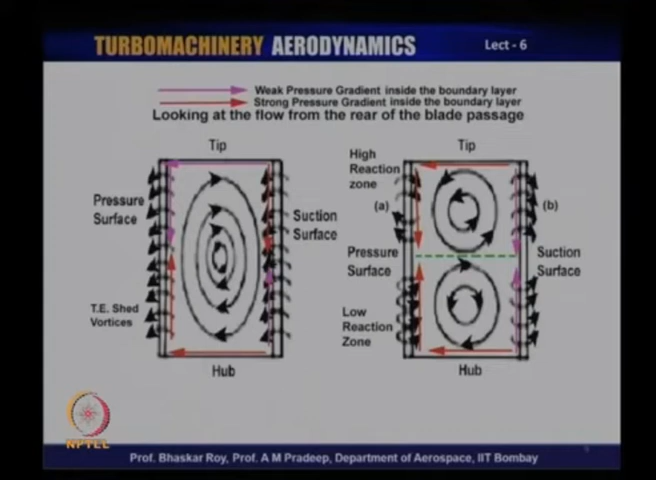 TURBOMACHINERY AERODYNAMICS Lect - 6
Weak Pressure Gradient inside the boundary layer
Strong Pressure Gradient inside the boundary layer
Looking at the flow from the rear of the blade passage
Tip
Pressure
Surface
Suction
Surface
T.E. Shed
Vortices
Hub
Tip
High
Reaction
zone
(a)
(b)
Pressure
Surface
Suction
Surface
Low
Reaction
Zone
Hub
NPTEL
Prof. Bhaskar Roy, Prof. A M Pradeep, Department of Aerospace, IIT Bombay